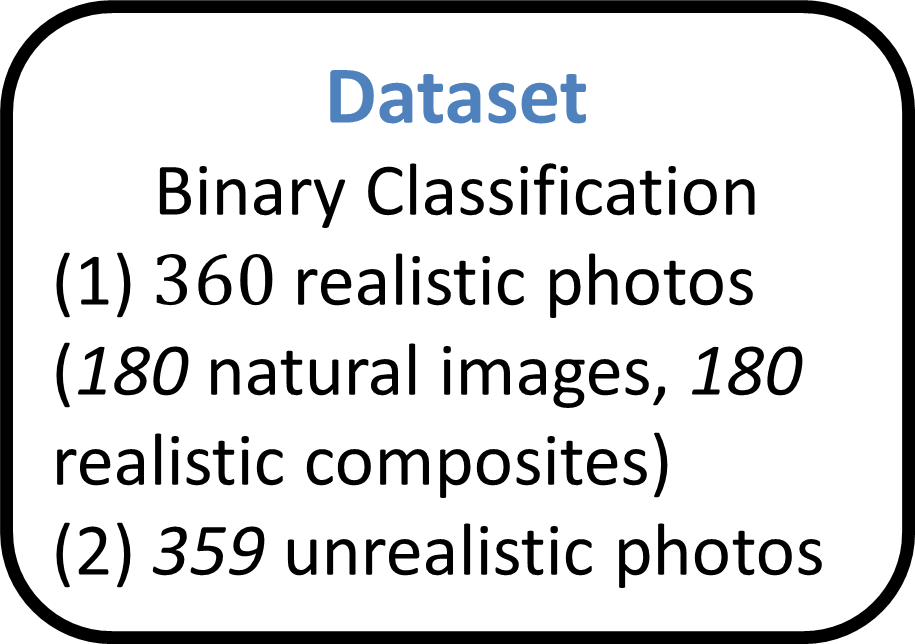 Dataset
Binary Classification
(1) 360 realistic photos
(180 natural images, 180
realistic composites)
(2) 359 unrealistic photos